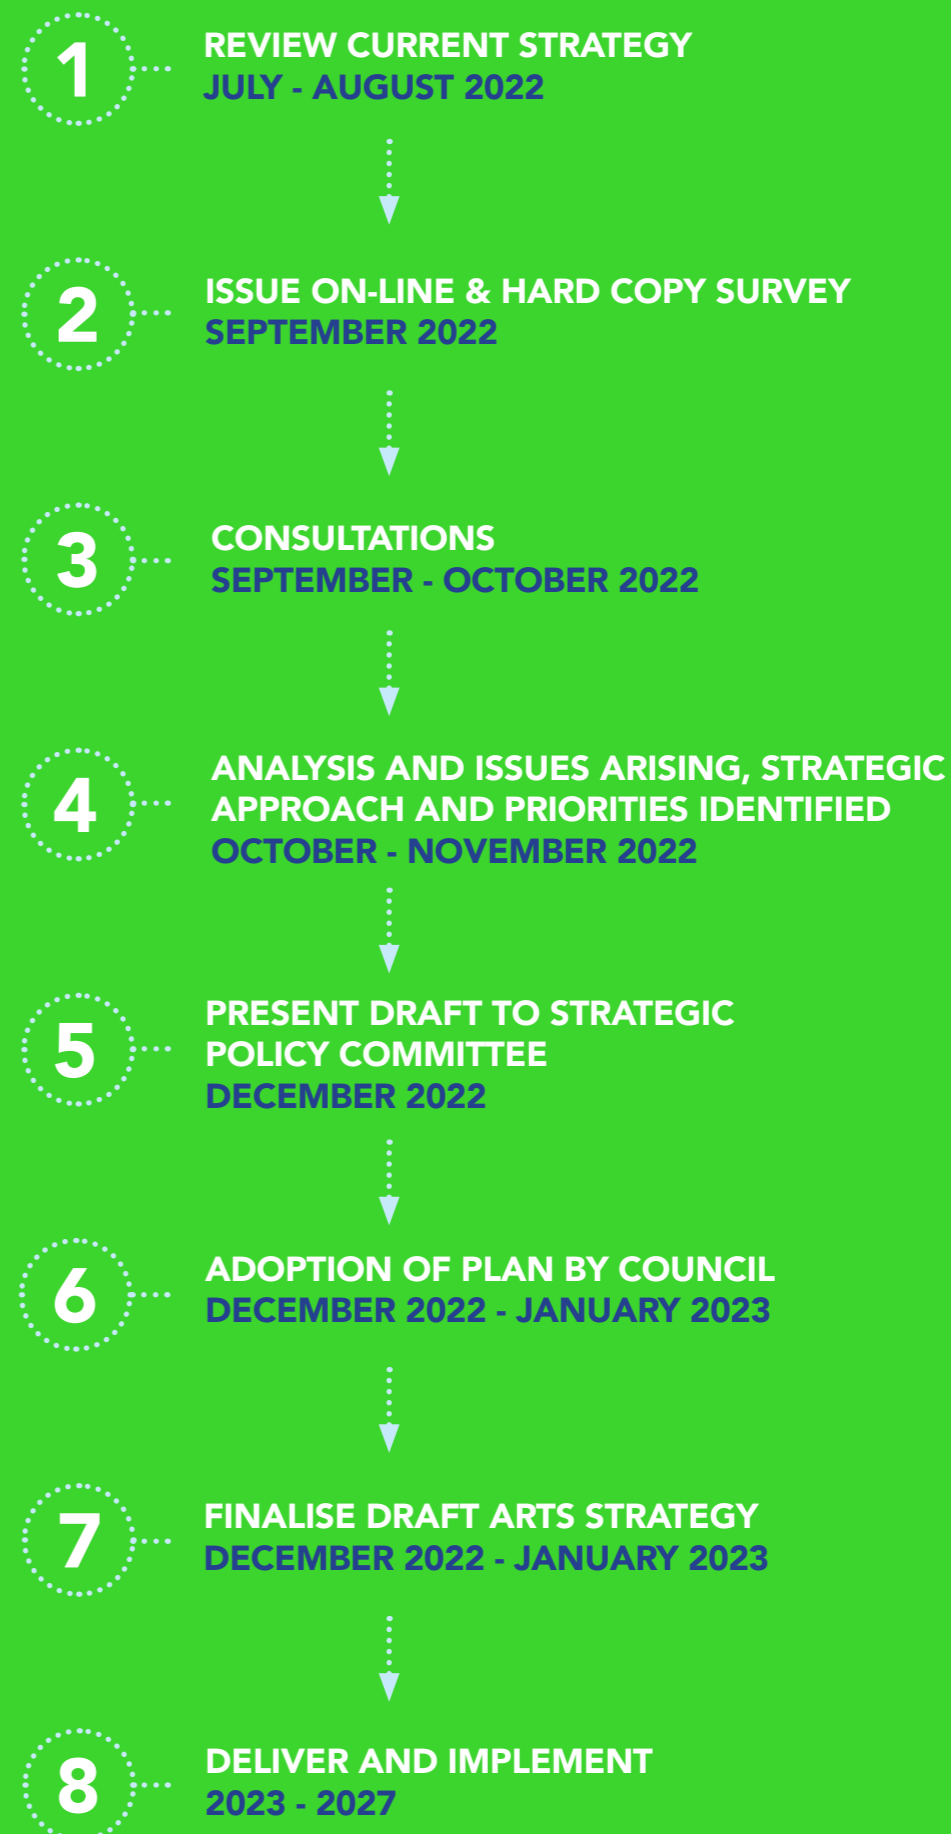 1
REVIEW CURRENT STRATEGY
JULY - AUGUST 2022
2
ISSUE ON-LINE & HARD COPY SURVEY
SEPTEMBER 2022
3
CONSULTATIONS
SEPTEMBER - OCTOBER 2022
4
ANALYSIS AND ISSUES ARISING, STRATEGIC
APPROACH AND PRIORITIES IDENTIFIED
OCTOBER - NOVEMBER 2022
5
PRESENT DRAFT TO STRATEGIC
POLICY COMMITTEE
DECEMBER 2022
6
ADOPTION OF PLAN BY COUNCIL
DECEMBER 2022 - JANUARY 2023
7
FINALISE DRAFT ARTS STRATEGY
DECEMBER 2022 - JANUARY 2023
8
DELIVER AND IMPLEMENT
2023 - 2027